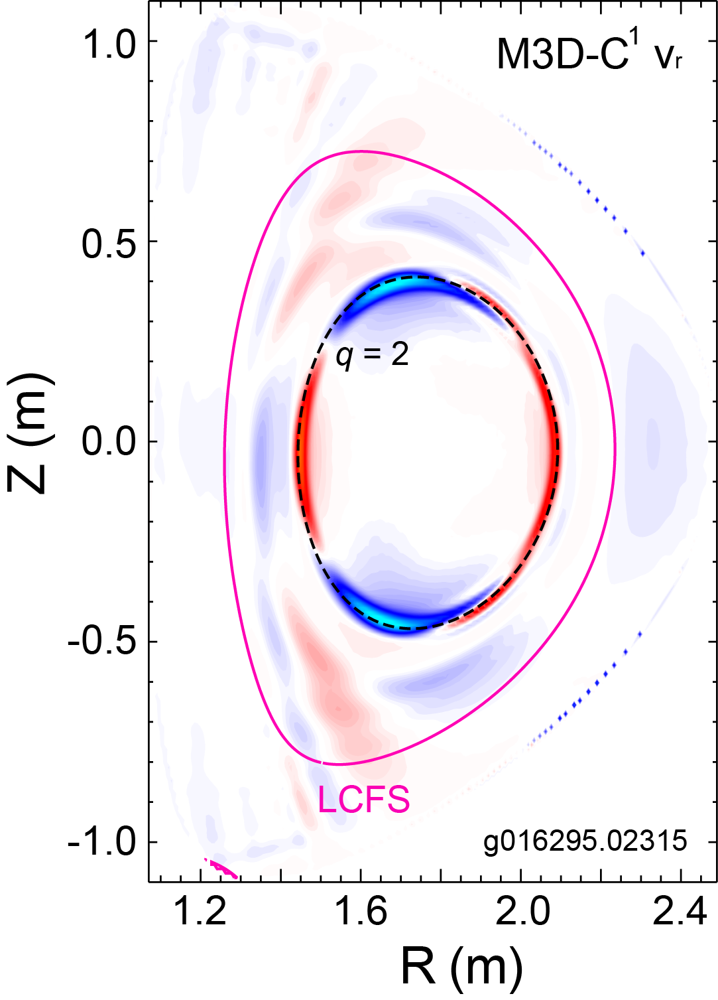 M3D-C¹ vr
1.0
0.5
q = 2
0.0
Z (m)
-0.5
LCFS
-1.0
g016295.02315
1.2 1.6 2.0 2.4
R (m)